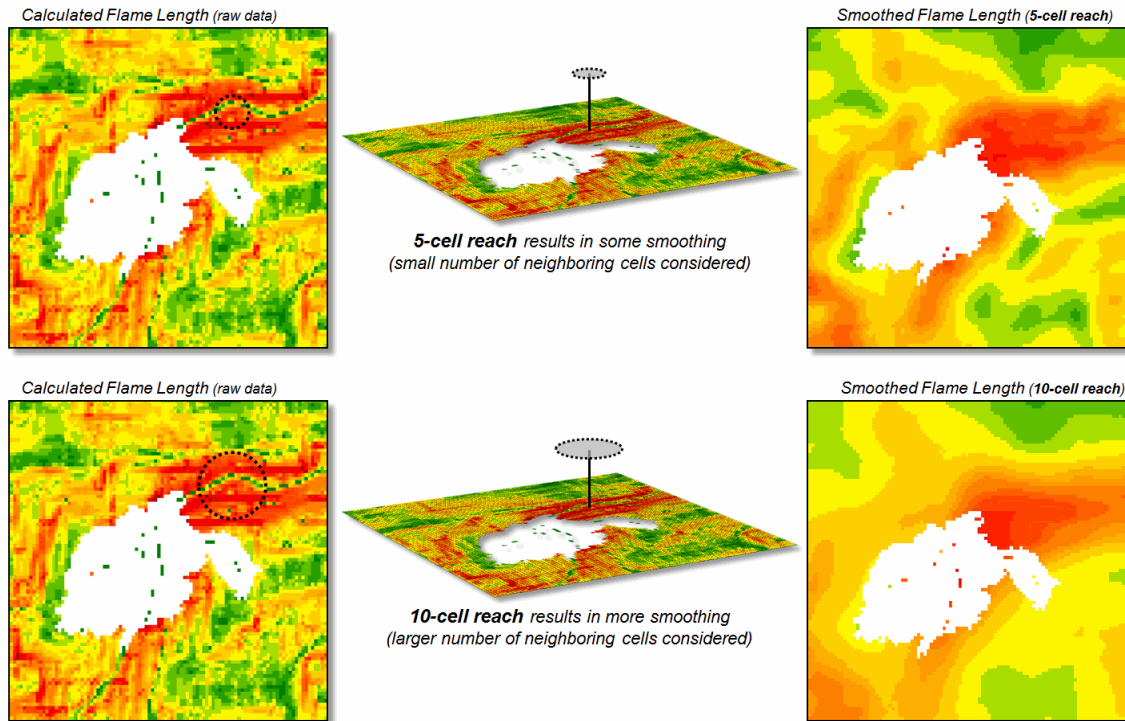 Calculated Flame Length (raw data)
Smoothed Flame Length (5-cell reach)
5-cell reach results in some smoothing
(small number of neighboring cells considered)
Calculated Flame Length (raw data)
Smoothed Flame Length (10-cell reach)
10-cell reach results in more smoothing
(larger number of neighboring cells considered)